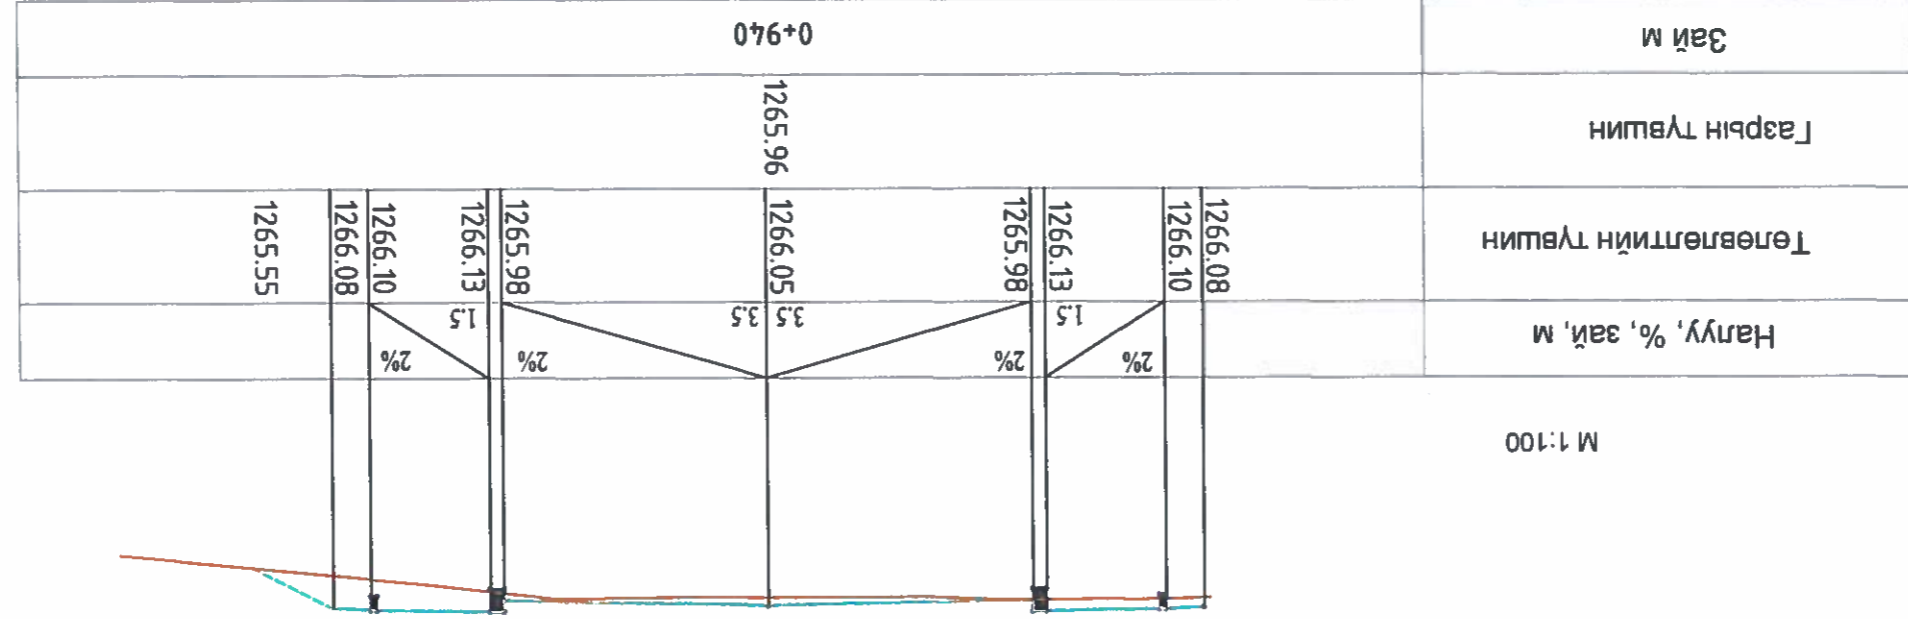 М 1:100
Налуу, %, зай, м
2% 2% 2% 2%
1.5 3.5 3.5 1.5
Төлөвлөлтийн түвшин
1266.08
1266.10
1266.13
1265.98
1266.05
1265.98
1266.13
1266.10
1266.08
1265.55
Газрын түвшин
1265.96
Зай м
0+940